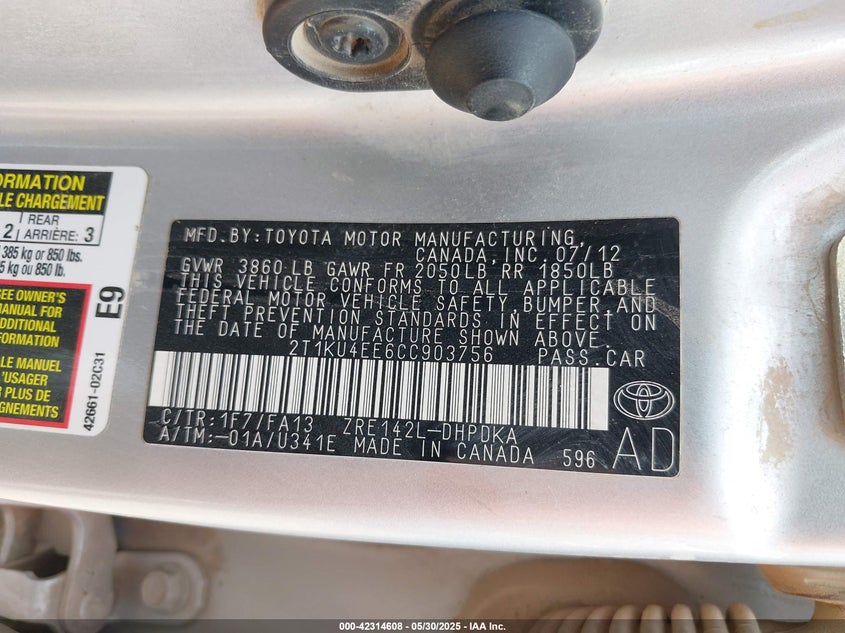 ORMATION
LE CHARGEMENT
1 REAR
2 ARRIÈRE: 3
385 kg or 850 lbs.
5 kg ou 850 lb.
SEE OWNER'S
MANUAL FOR
ADDITIONAL
FORMATION
LE MANUEL
'USAGER
R PLUS DE
IGNEMENTS
E9
42661-02C31
MFD.BY:TOYOTA MOTOR MANUFACTURING,
CANADA,INC.07/12
GVWR 3860 LB GAWR FR 2050LB RR 1850LB
THIS VEHICLE CONFORMS TO ALL APPLICABLE
FEDERAL MOTOR VEHICLE SAFETY, BUMPER, AND
THEFT PREVENTION STANDARDS IN EFFECT ON
THE DATE OF MANUFACTURE SHOWN ABOVE.
2T1KU4EE6CC903756 PASS.CAR
C/TR:1F7/FA13 ZRE142L-DHPDKA
A/TM:-01A/U341E MADE IN CANADA 596
AD
000-42314608 - 05/30/2025 - IAA Inc.